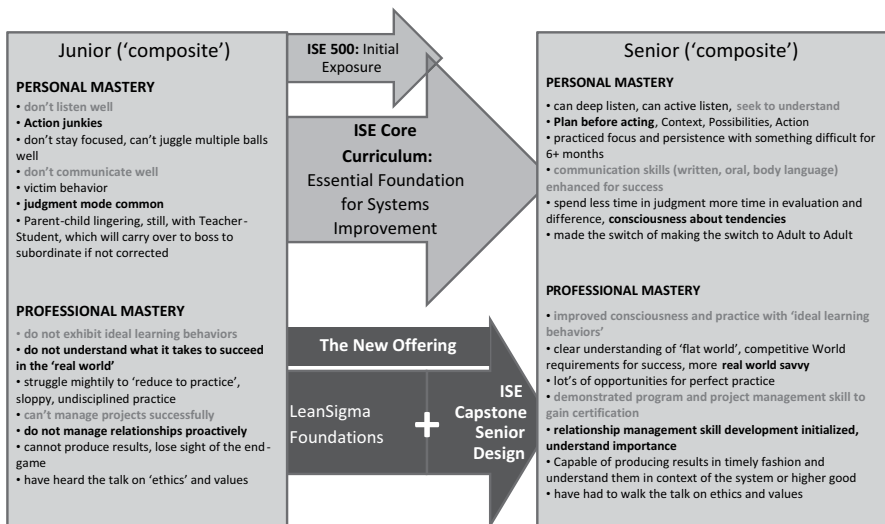 Junior (‘composite’)
PERSONAL MASTERY
• don’t listen well
• Action junkies
• don’t stay focused, can’t juggle multiple balls
well
• don’t communicate well
• victim behavior
• judgment mode common
• Parent-child lingering, still, with Teacher-
Student, which will carry over to boss to
subordinate if not corrected
PROFESSIONAL MASTERY
• do not exhibit ideal learning behaviors
• do not understand what it takes to succeed
in the ‘real world’
• struggle mightily to ‘reduce to practice’,
sloppy, undisciplined practice
• can’t manage projects successfully
• do not manage relationships proactively
• cannot produce results, lose sight of the end-
game
• have heard the talk on ‘ethics’ and values
ISE 500: Initial
Exposure
ISE Core
Curriculum:
Essential Foundation
for Systems
Improvement
The New Offering
LeanSigma
Foundations
+
ISE
Capstone
Senior
Design
Senior (‘composite’)
PERSONAL MASTERY
• can deep listen, can active listen, seek to understand
• Plan before acting, Context, Possibilities, Action
• practiced focus and persistence with something difficult for
6+ months
• communication skills (written, oral, body language)
enhanced for success
• spend less time in judgment more time in evaluation and
difference, consciousness about tendencies
• made the switch of making the switch to Adult to Adult
PROFESSIONAL MASTERY
• improved consciousness and practice with ‘ideal learning
behaviors’
• clear understanding of ‘flat world’, competitive World
requirements for success, more real world savvy
• lot’s of opportunities for perfect practice
• demonstrated program and project management skill to
gain certification
• relationship management skill development initialized,
understand importance
• Capable of producing results in timely fashion and
understand them in context of the system or higher good
• have had to walk the talk on ethics and values